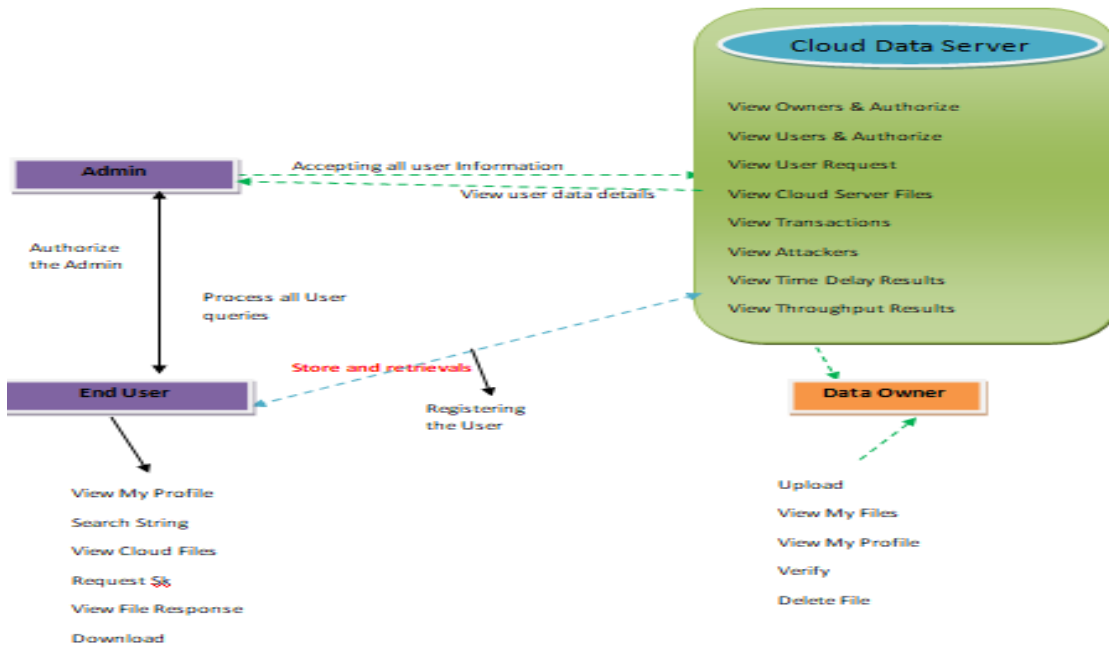 Cloud Data Server
View Owners & Authorize
View Users & Authorize
View User Request
View Cloud Server Files
View Transactions
View Attackers
View Time Delay Results
View Throughput Results
Admin
Accepting all user Information
View user data details
Authorize
the Admin
Process all User
queries
Store and retrievals
Registering
the User
End User
View My Profile
Search String
View Cloud Files
Request Sk
View File Response
Download
Data Owner
Upload
View My Files
View My Profile
Verify
Delete File